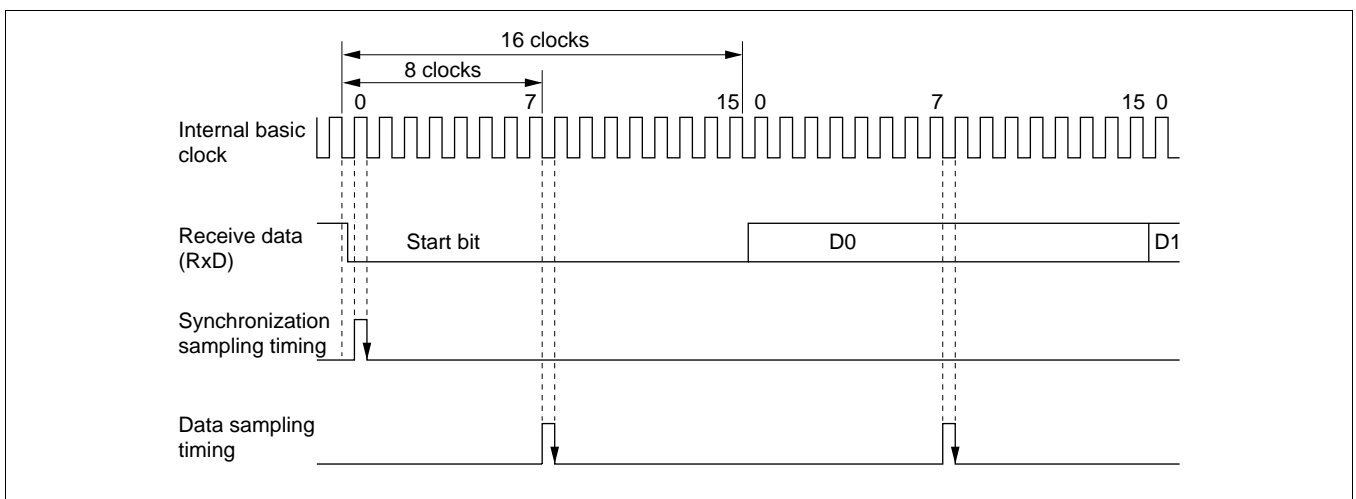 16 clocks
8 clocks
0 7 15 0 7 15 0
Internal basic
clock
Receive data
(RxD)
Start bit D0 D1
Synchronization
sampling timing
Data sampling
timing